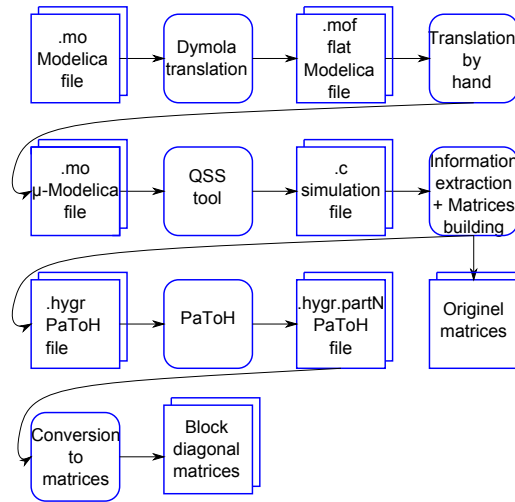 .mo
Modelica
file
Dymola
translation
.mof
flat
Modelica
file
Translation
by
hand
.mo
µ-Modelica
file
QSS
tool
.c
simulation
file
Information
extraction
+ Matrices
building
.hygr
PaToH
file
PaToH
.hygr.partN
PaToH
file
Originel
matrices
Conversion
to
matrices
Block
diagonal
matrices